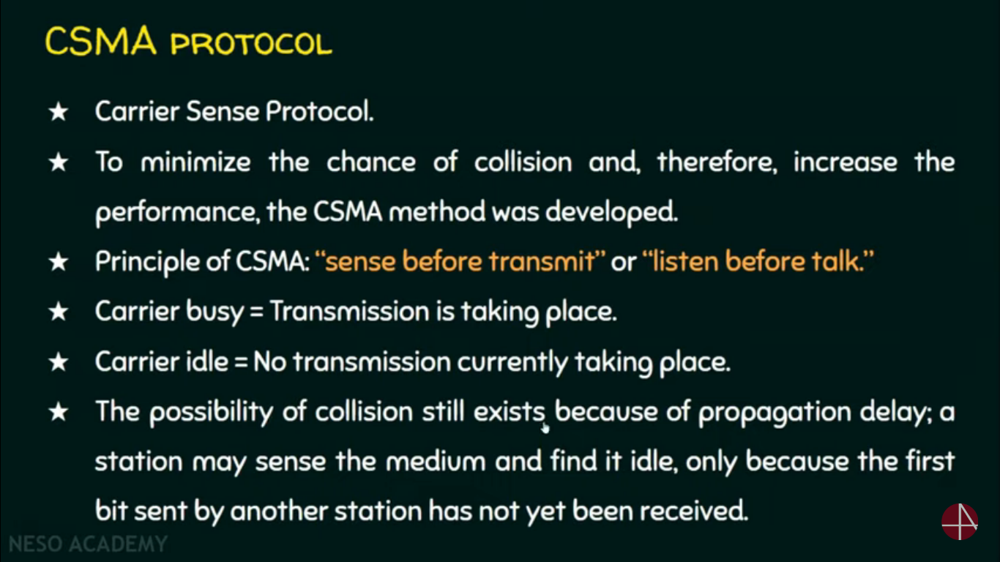 CSMA PROTOCOL
★ Carrier Sense Protocol.
★ To minimize the chance of collision and, therefore, increase the
performance, the CSMA method was developed.
★ Principle of CSMA: “sense before transmit” or “listen before talk.”
★ Carrier busy = Transmission is taking place.
★ Carrier idle = No transmission currently taking place.
★ The possibility of collision still exists because of propagation delay; a
station may sense the medium and find it idle, only because the first
bit sent by another station has not yet been received.
NESO ACADEMY